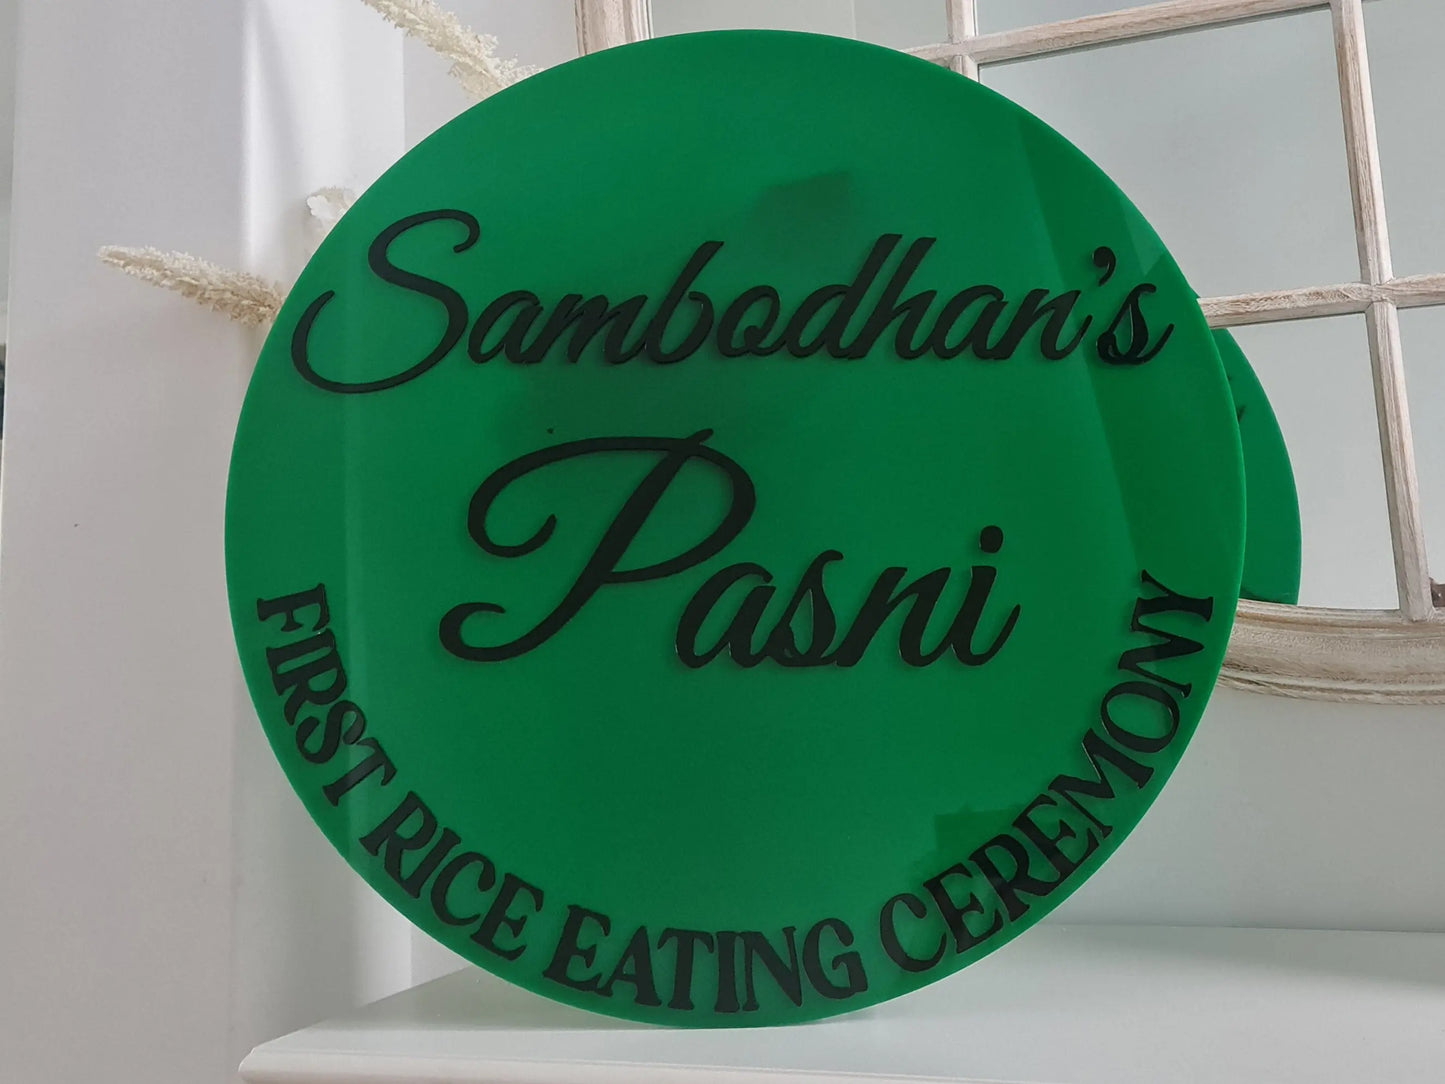 Sambodhan's
Pasni
FIRST RICE EATING CEREMONY